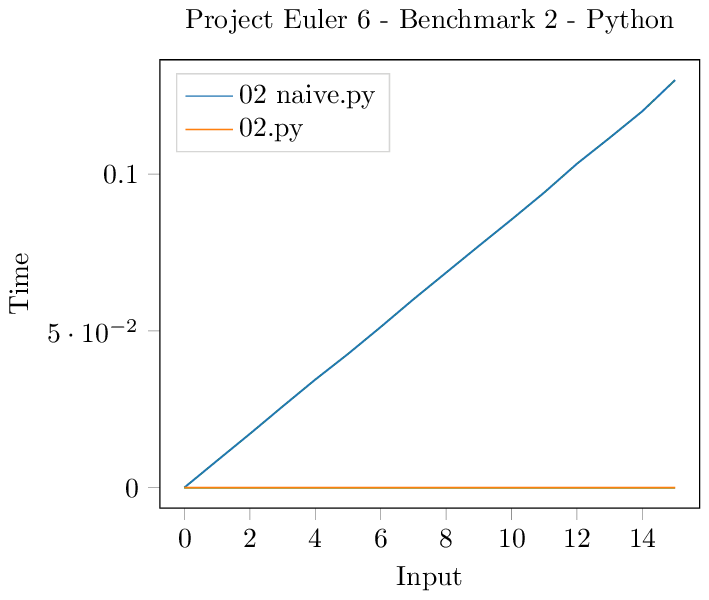 Project Euler 6 - Benchmark 2 - Python
02 naive.py
02.py
0.1
5 · 10⁻²
0
Time
0 2 4 6 8 10 12 14
Input